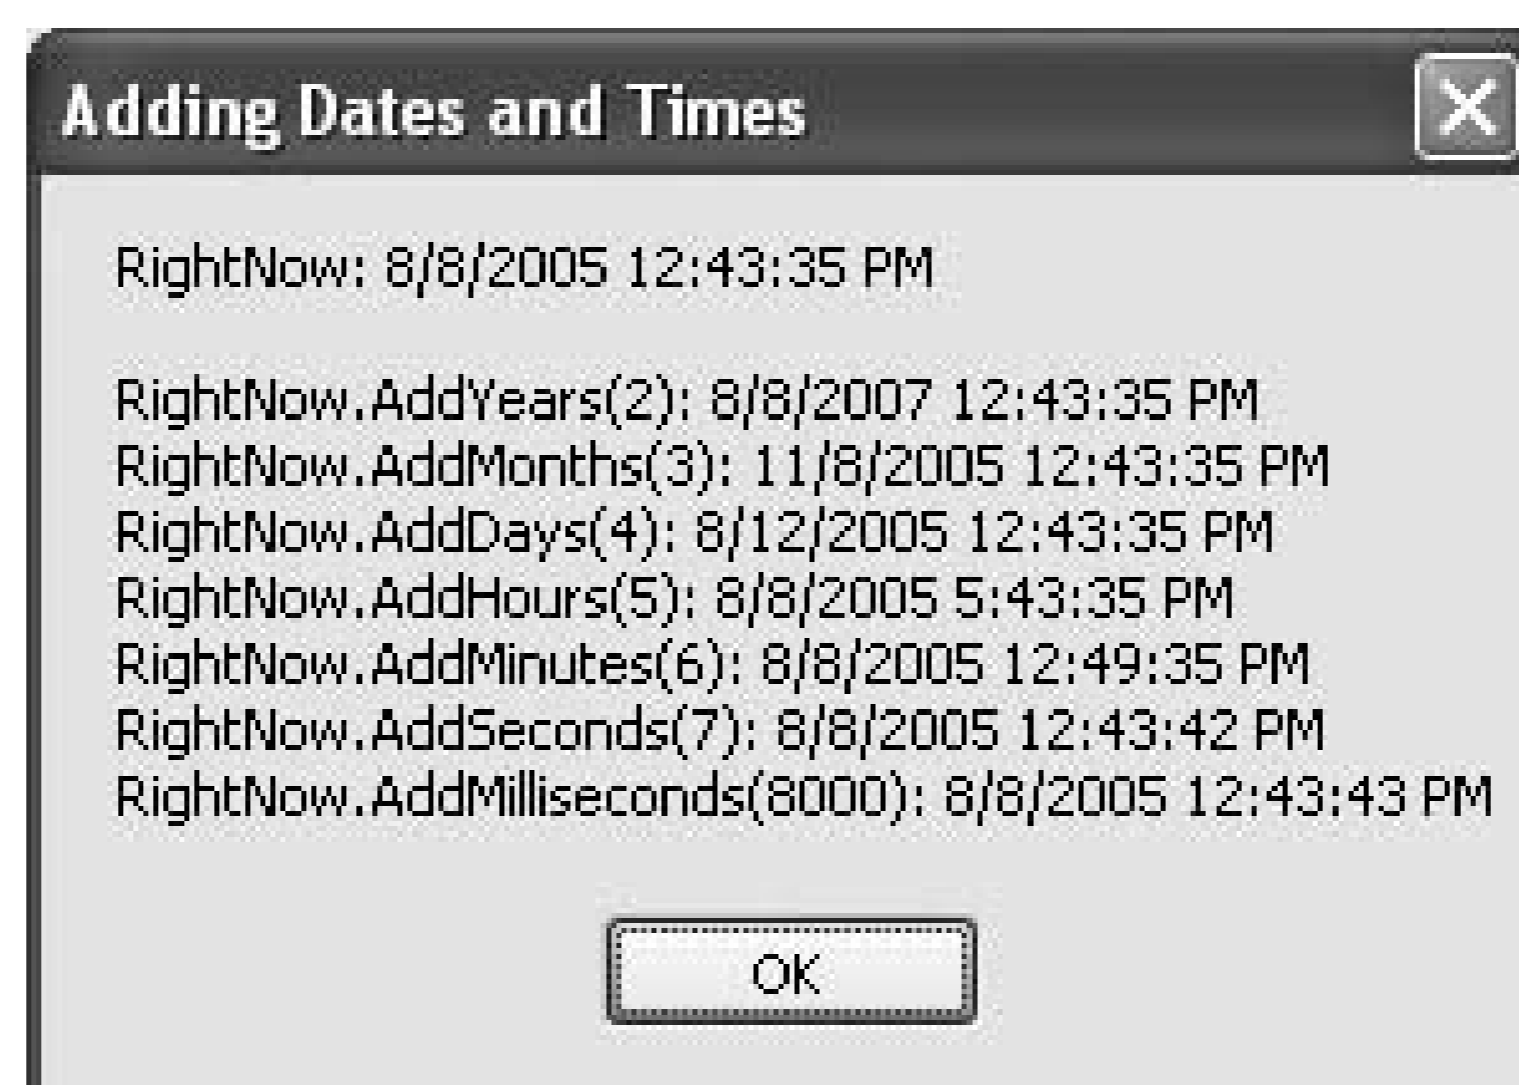 Adding Dates and Times
RightNow: 8/8/2005 12:43:35 PM
RightNow.AddYears(2): 8/8/2007 12:43:35 PM
RightNow.AddMonths(3): 11/8/2005 12:43:35 PM
RightNow.AddDays(4): 8/12/2005 12:43:35 PM
RightNow.AddHours(5): 8/8/2005 5:43:35 PM
RightNow.AddMinutes(6): 8/8/2005 12:49:35 PM
RightNow.AddSeconds(7): 8/8/2005 12:43:42 PM
RightNow.AddMilliseconds(8000): 8/8/2005 12:43:43 PM
OK